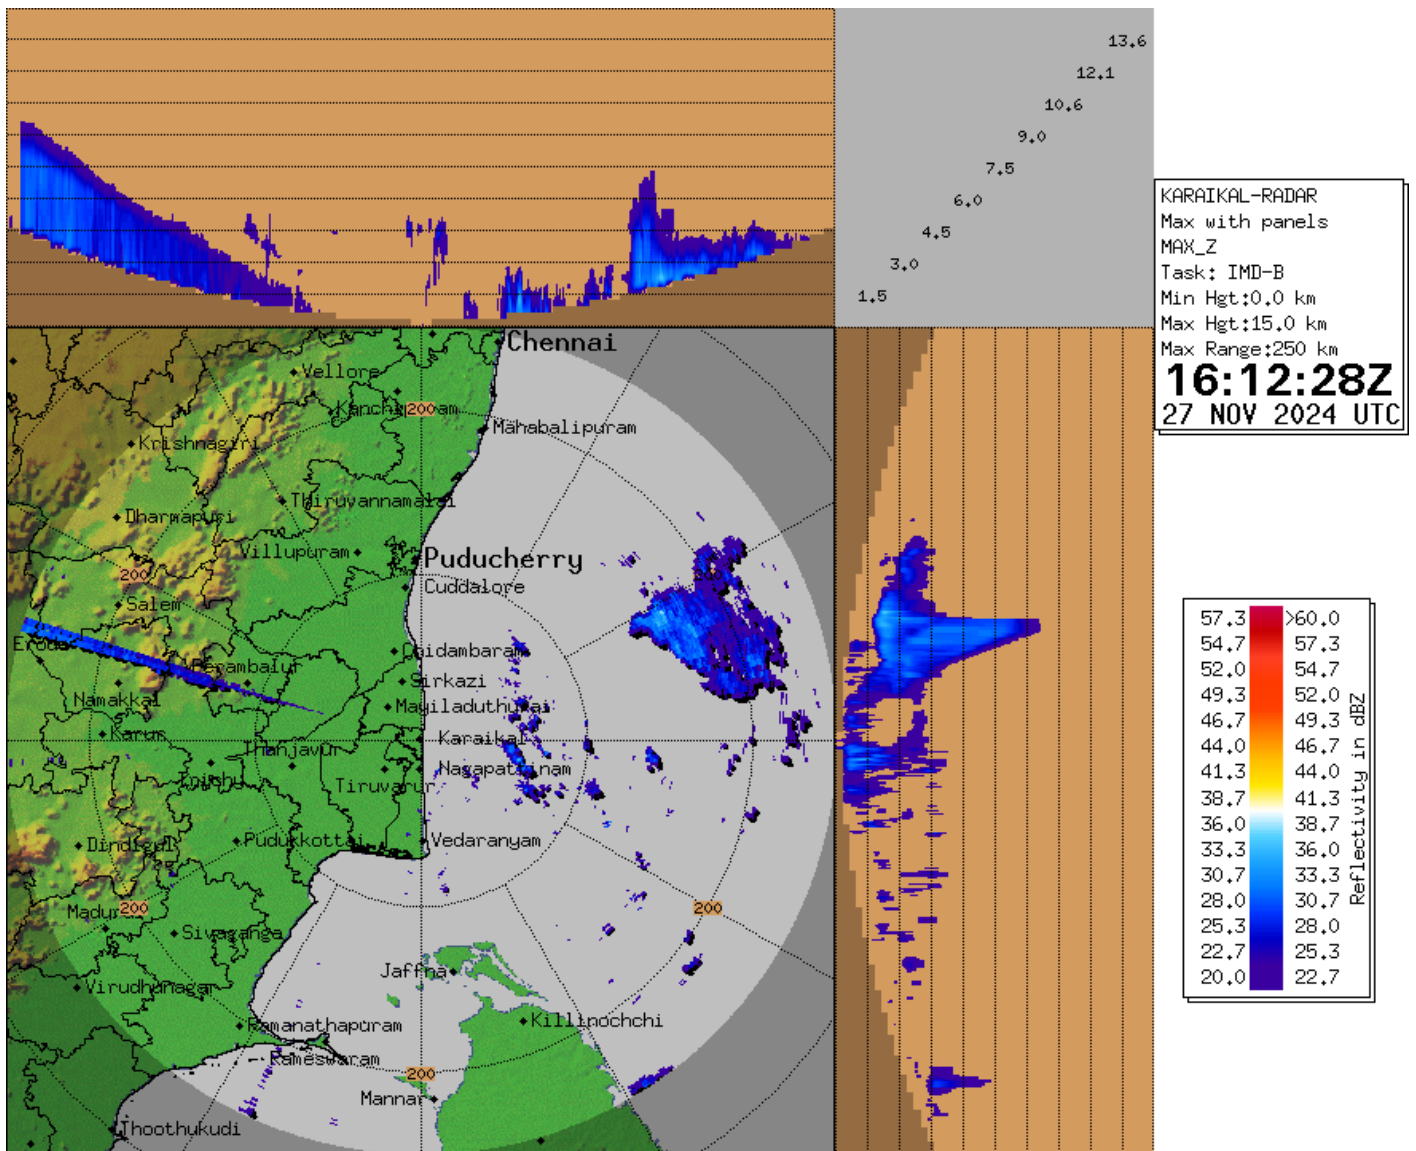 13.6
12.1
10.6
9.0
7.5
6.0
4.5
3.0
1.5
KARAIKAL-RADAR
Max with panels
MAX_Z
Task: IMD-B
Min Hgt:0.0 km
Max Hgt:15.0 km
Max Range:250 km
16:12:28Z
27 NOV 2024 UTC
Chennai
Vellore
200
Mahabalipuram
Krishnagiri
Thiruvannamalai
Dharmapuri
Villupuram
Puducherry
200
200
Cuddalore
Salem
Erode
Chidambaram
Perambalur
Sirkazi
Namakkal
Mayiladuthurai
Karur
Karaikal
Thanjavur
Nagapattinam
Trichy
Tiruvarur
Dindigul
Pudukkottai
Vedaranyam
Madurai
200
200
Sivaganga
Jaffna
Virudhunagar
Killinochchi
Ramanathapuram
Rameswaram
200
Mannar
Thoothukudi
57.3 >60.0
54.7 57.3
52.0 54.7
49.3 52.0
46.7 49.3
44.0 46.7
41.3 44.0
38.7 41.3
36.0 38.7
33.3 36.0
30.7 33.3
28.0 30.7
25.3 28.0
22.7 25.3
20.0 22.7
Reflectivity in dBZ